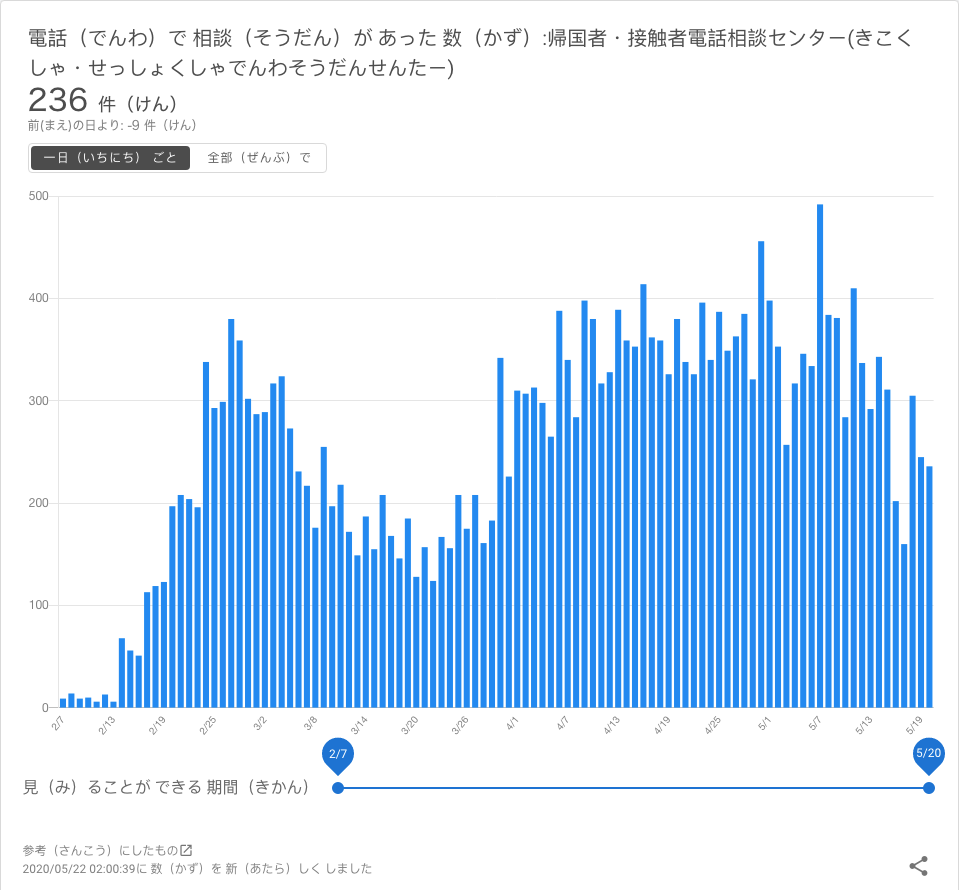 電話（でんわ）で 相談（そうだん）が あった 数（かず）:帰国者・接触者電話相談センター(きこく
しゃ・せっしょくしゃでんわそうだんせんたー)
236 件（けん）
前(まえ)の日より: -9 件（けん）
一日（いちにち） ごと 全部（ぜんぶ）で
500
400
300
200
100
0
2/7 2/13 2/19 2/25 3/2 3/8 3/14 3/20 3/26 4/1 4/7 4/13 4/19 4/25 5/1 5/7 5/13 5/19
2/7 5/20
見（み）ることが できる 期間（きかん）
参考（さんこう）にしたもの
2020/05/22 02:00:39に 数（かず）を 新（あたら）しく しました